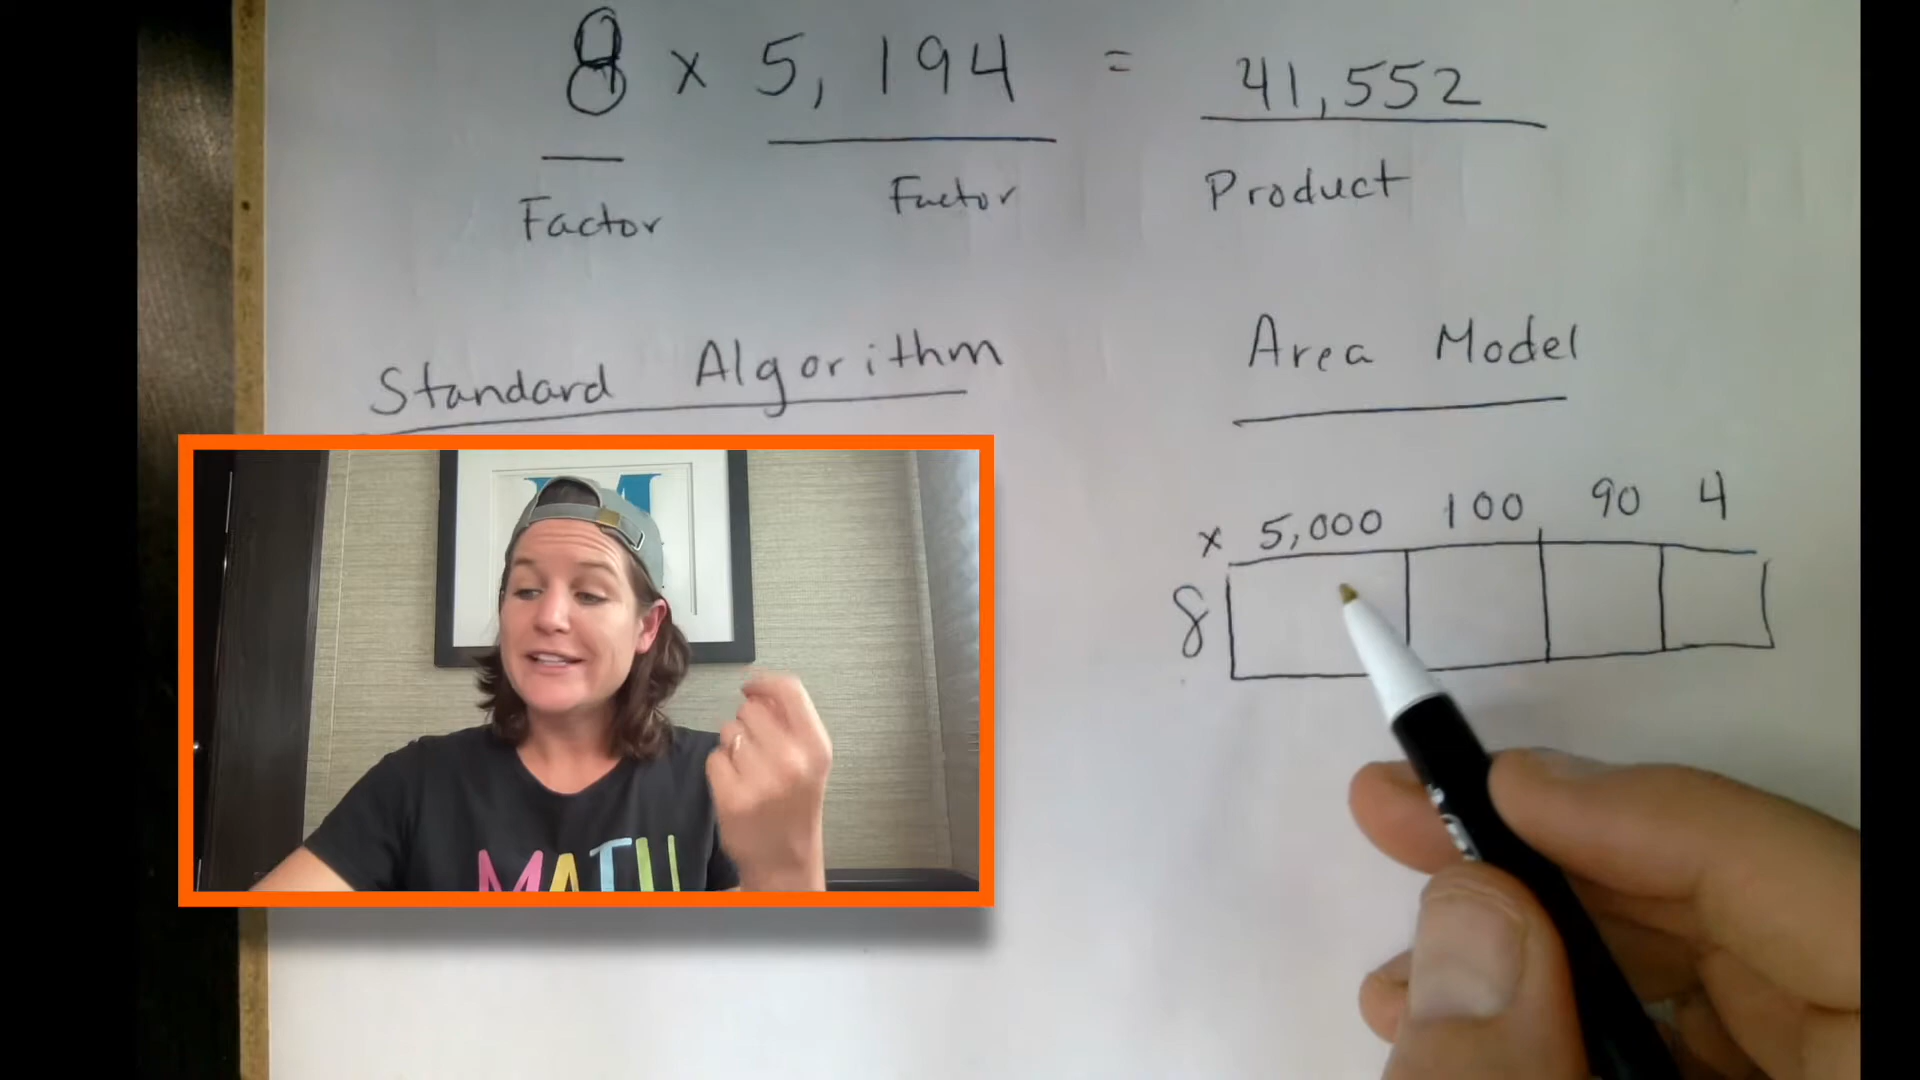 8 x 5,194 = 41,552
Factor Factor Product
Standard Algorithm
Area Model
x 5,000 100 90 4
8
MATH